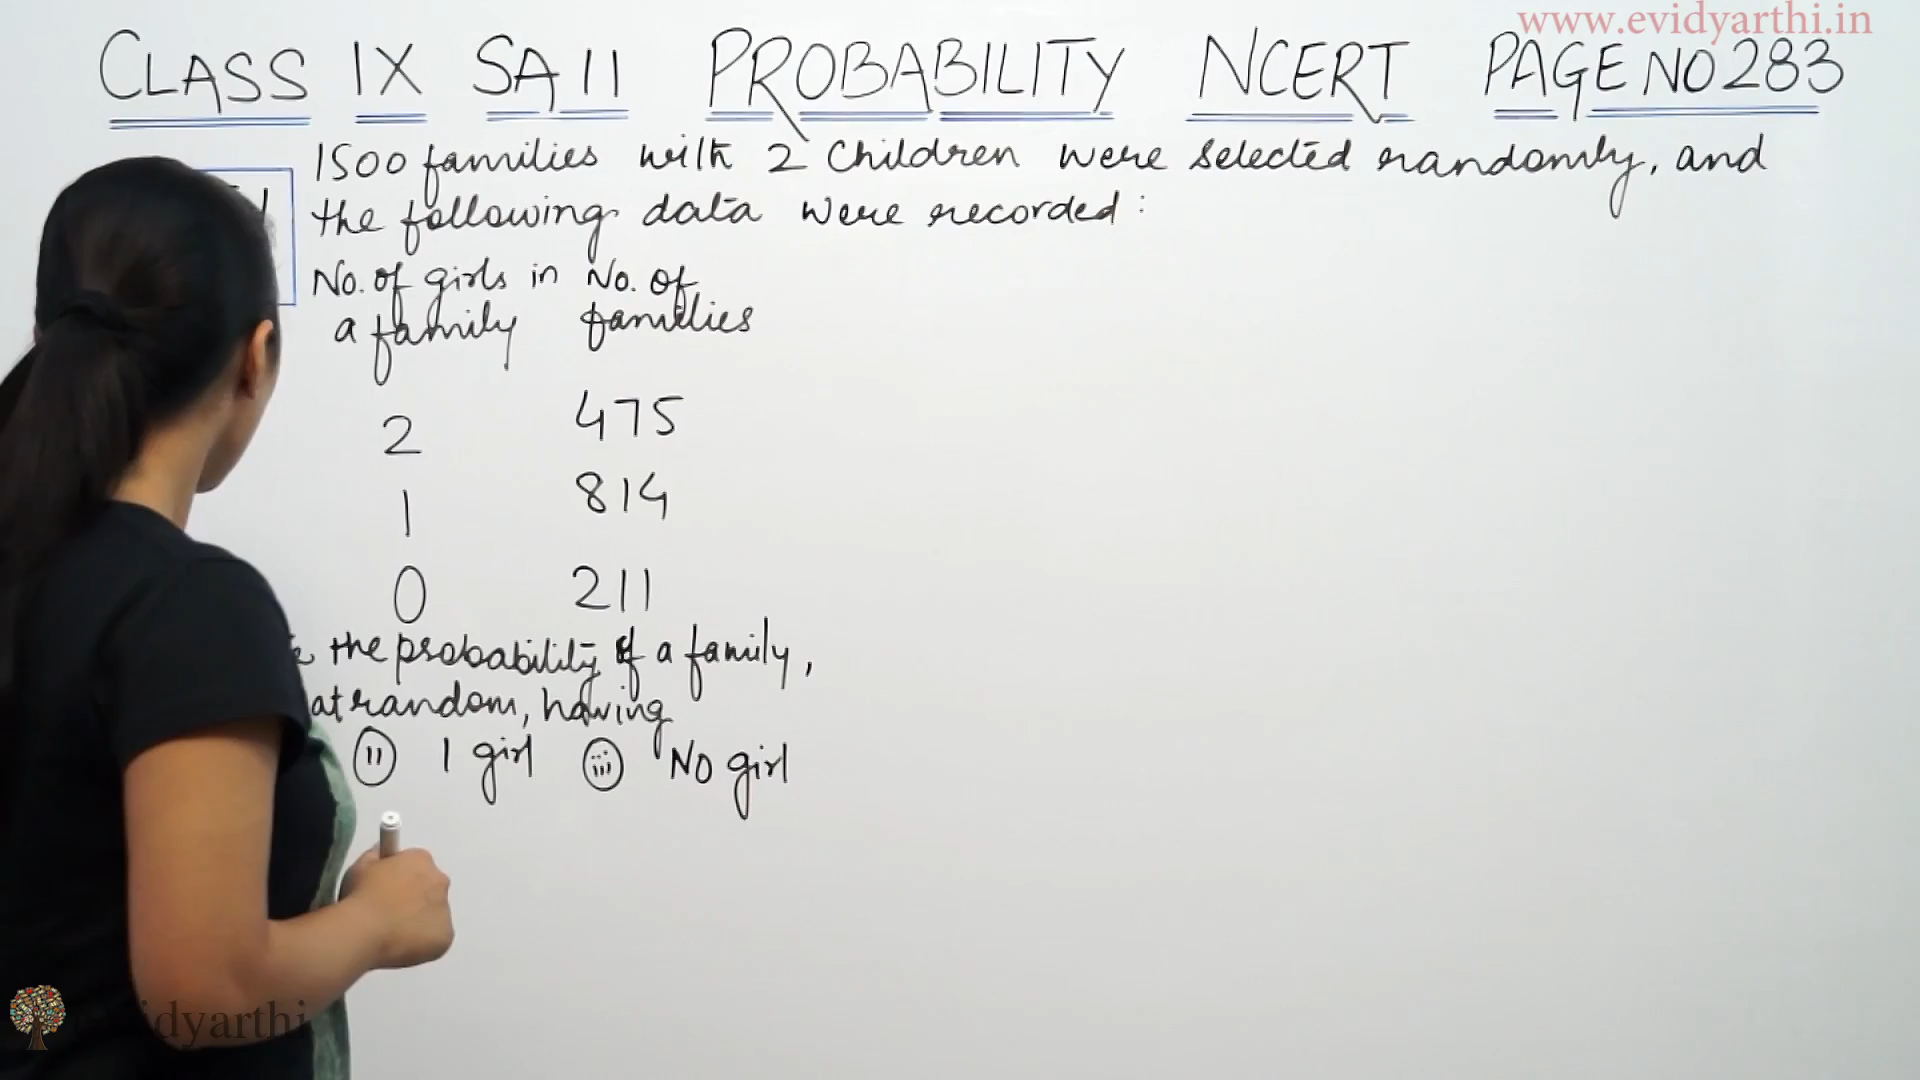 www.evidyarthi.in
CLASS IX SA II PROBABILITY NCERT PAGE NO 283
1500 families with 2 children were selected randomly, and
the following data were recorded:
No. of girls in No. of
a family families
2 475
1 814
0 211
the probability of a family,
at random, having
(ii) 1 girl (iii) No girl
idyarthi